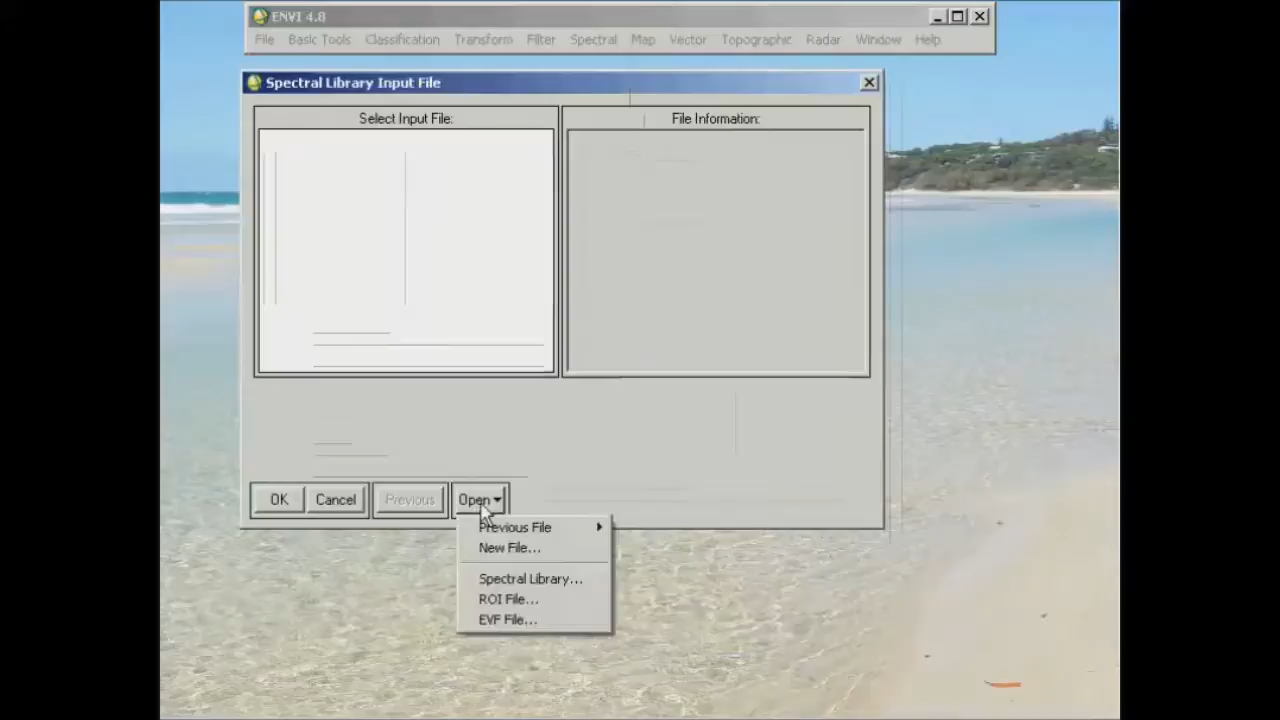 ENVI 4.8
File Basic Tools Classification Transform Filter Spectral Map Vector Topographic Radar Window Help
Spectral Library Input File
Select Input File:
File Information:
OK Cancel Previous Open
Previous File
New File...
Spectral Library...
ROI File...
EVF File...